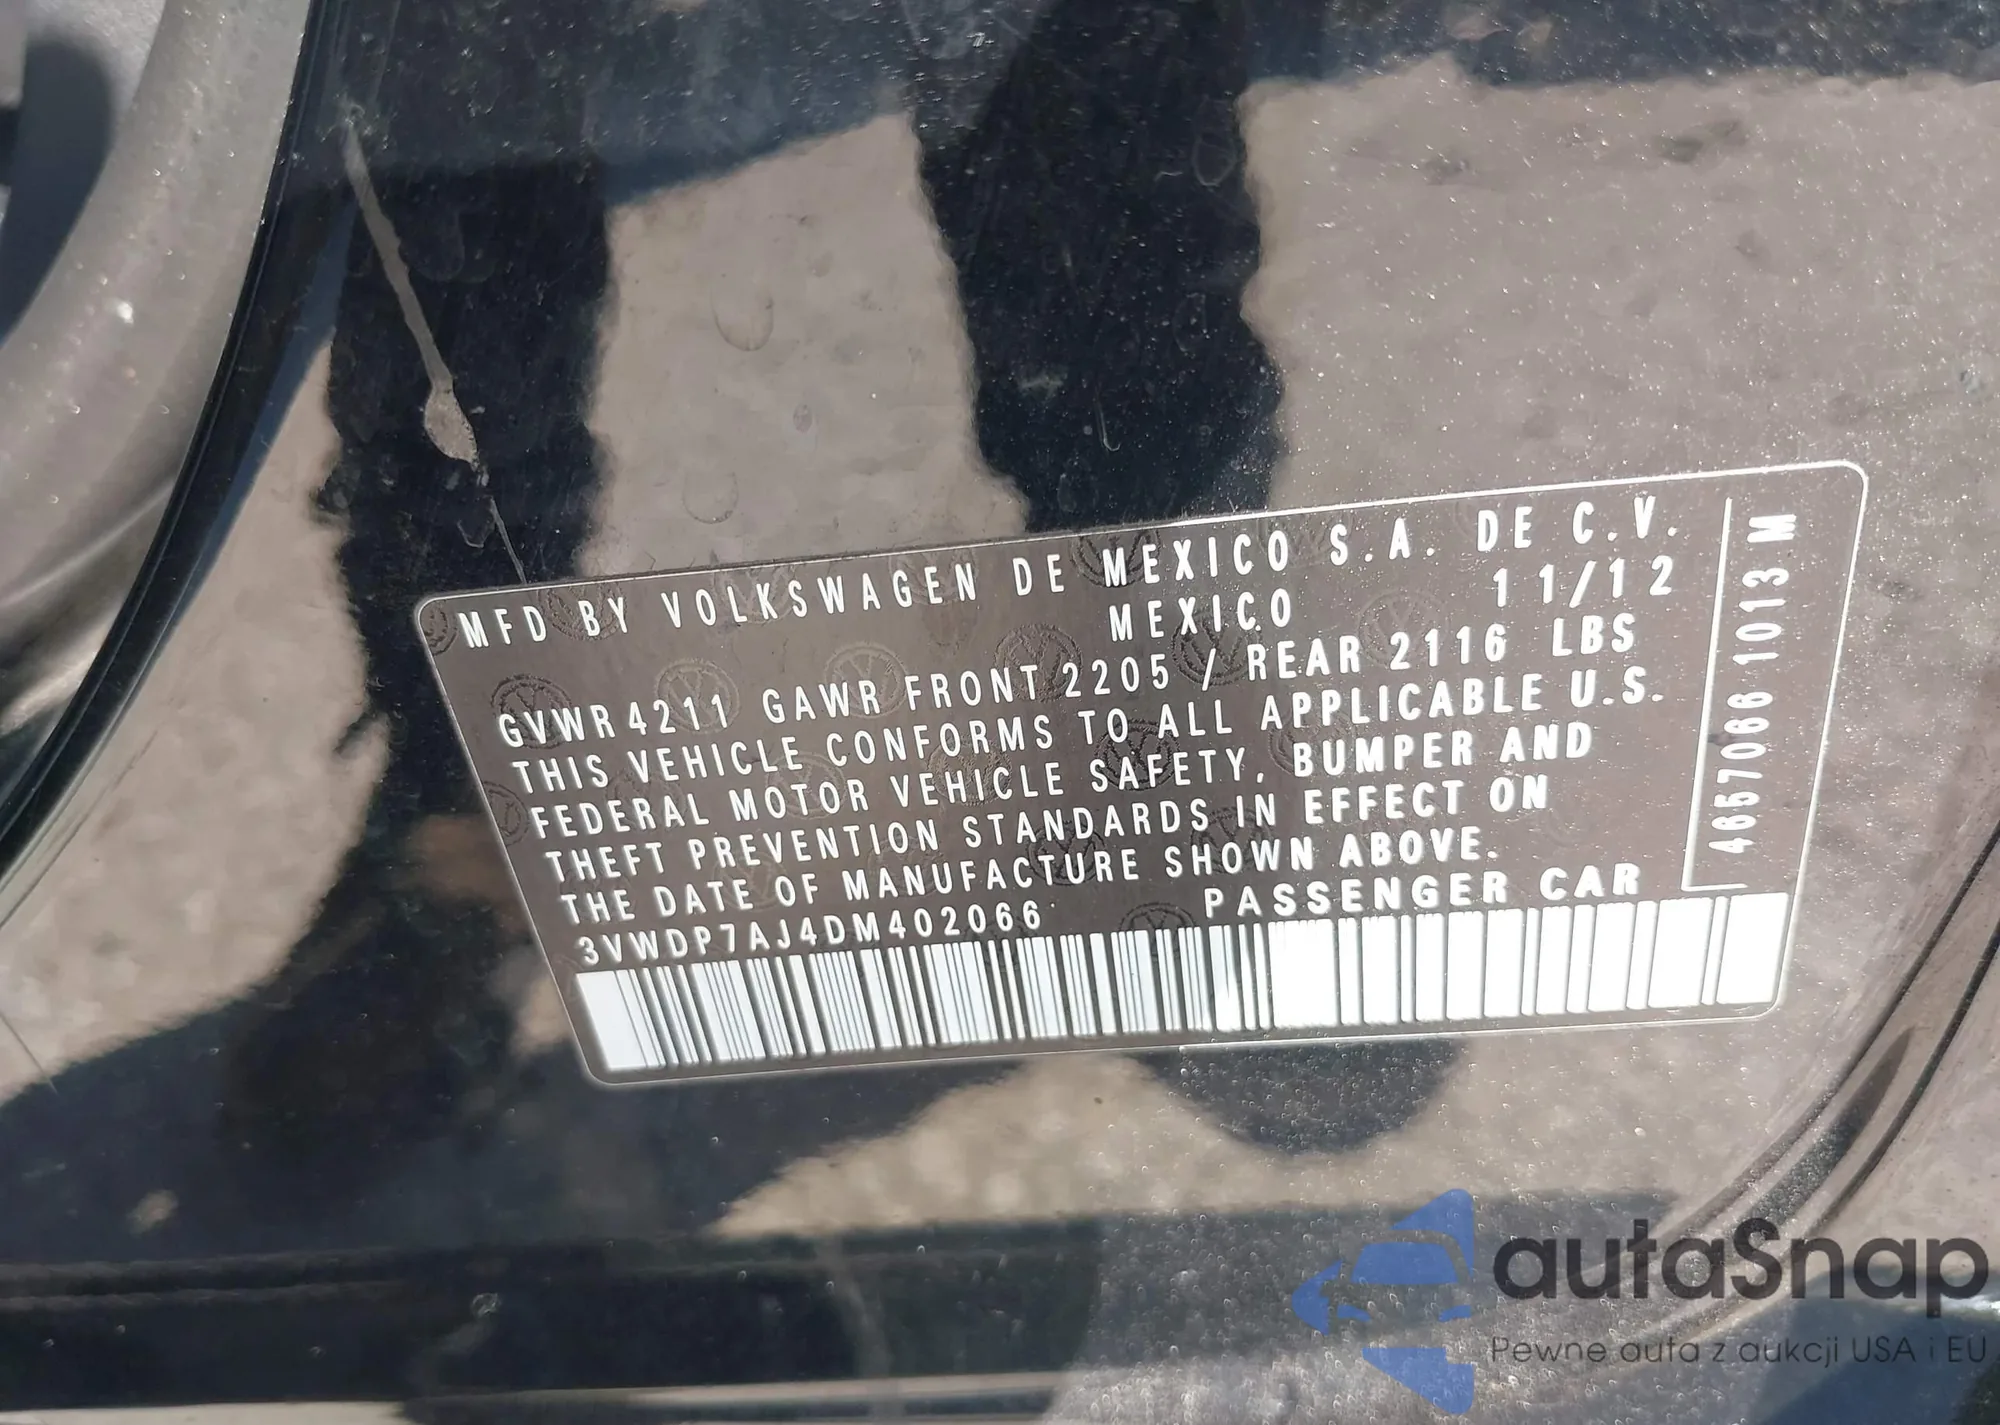 MFD BY VOLKSWAGEN DE MEXICO S.A. DE C.V.
MEXICO 11/12
GVWR 4211 GAWR FRONT 2205 / REAR 2116 LBS
THIS VEHICLE CONFORMS TO ALL APPLICABLE U.S.
FEDERAL MOTOR VEHICLE SAFETY, BUMPER AND
THEFT PREVENTION STANDARDS IN EFFECT ON
THE DATE OF MANUFACTURE SHOWN ABOVE.
3VWDP7AJ4DM402066 PASSENGER CAR
4657066 1013 M
autaSnap
Pewne auta z aukcji USA i EU